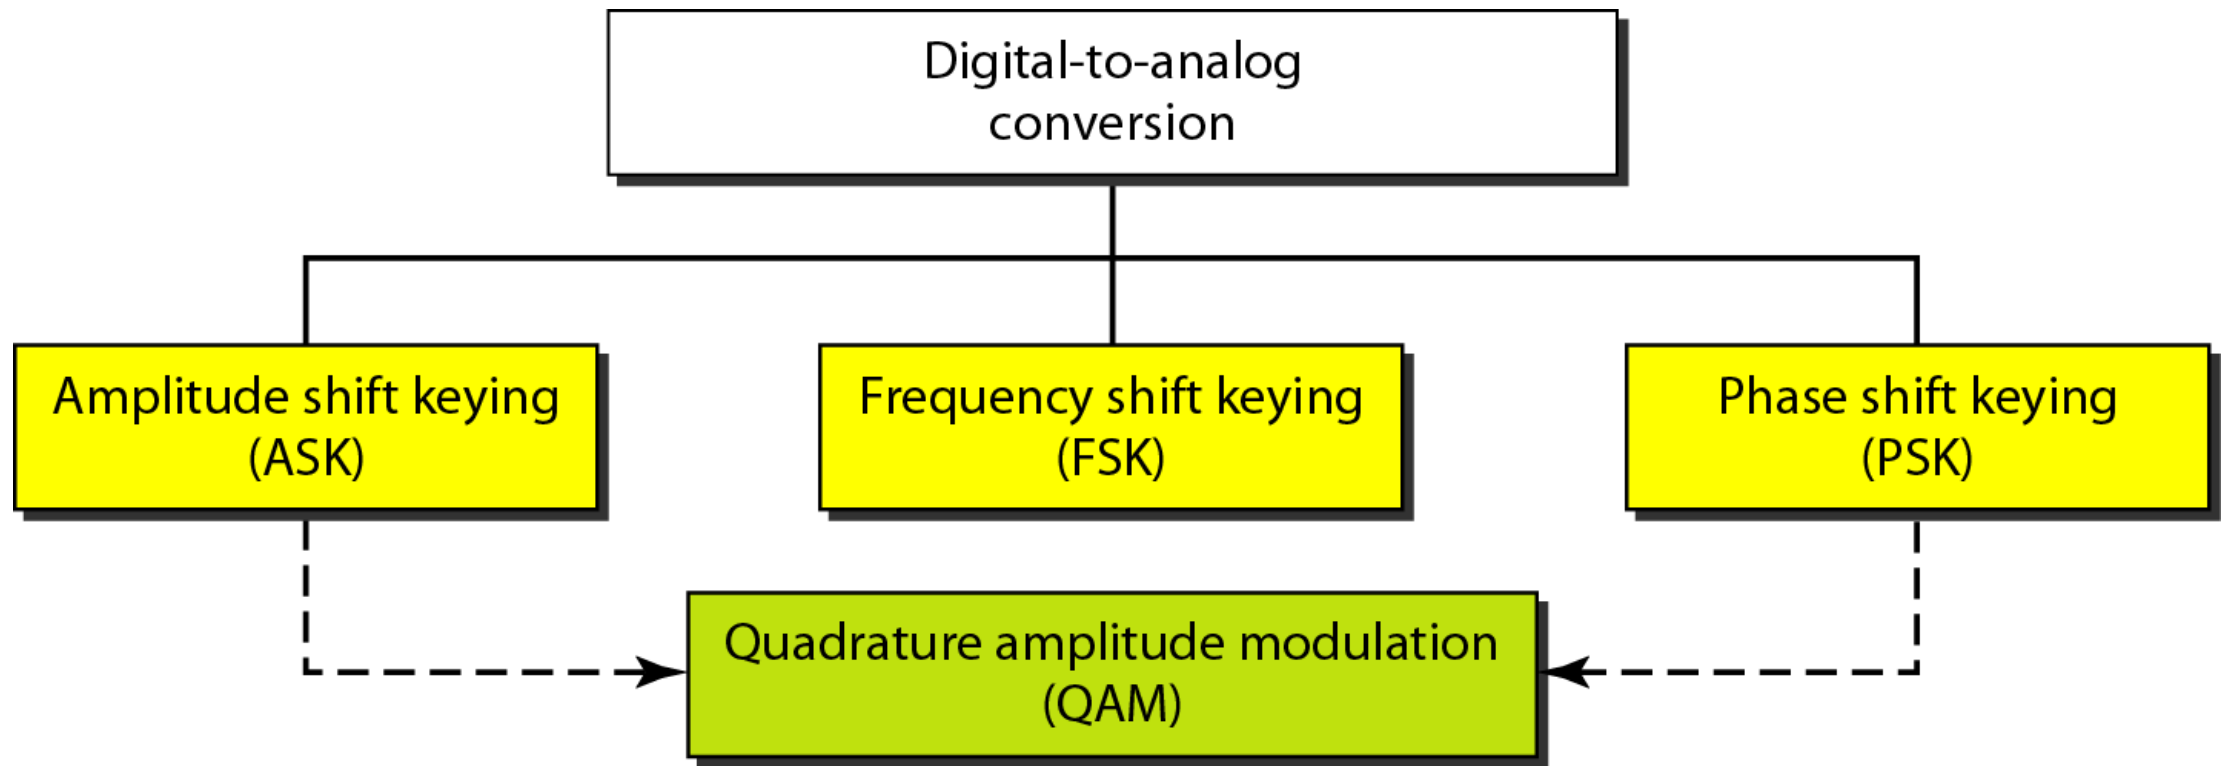 Digital-to-analog
conversion
Amplitude shift keying
(ASK)
Frequency shift keying
(FSK)
Phase shift keying
(PSK)
Quadrature amplitude modulation
(QAM)